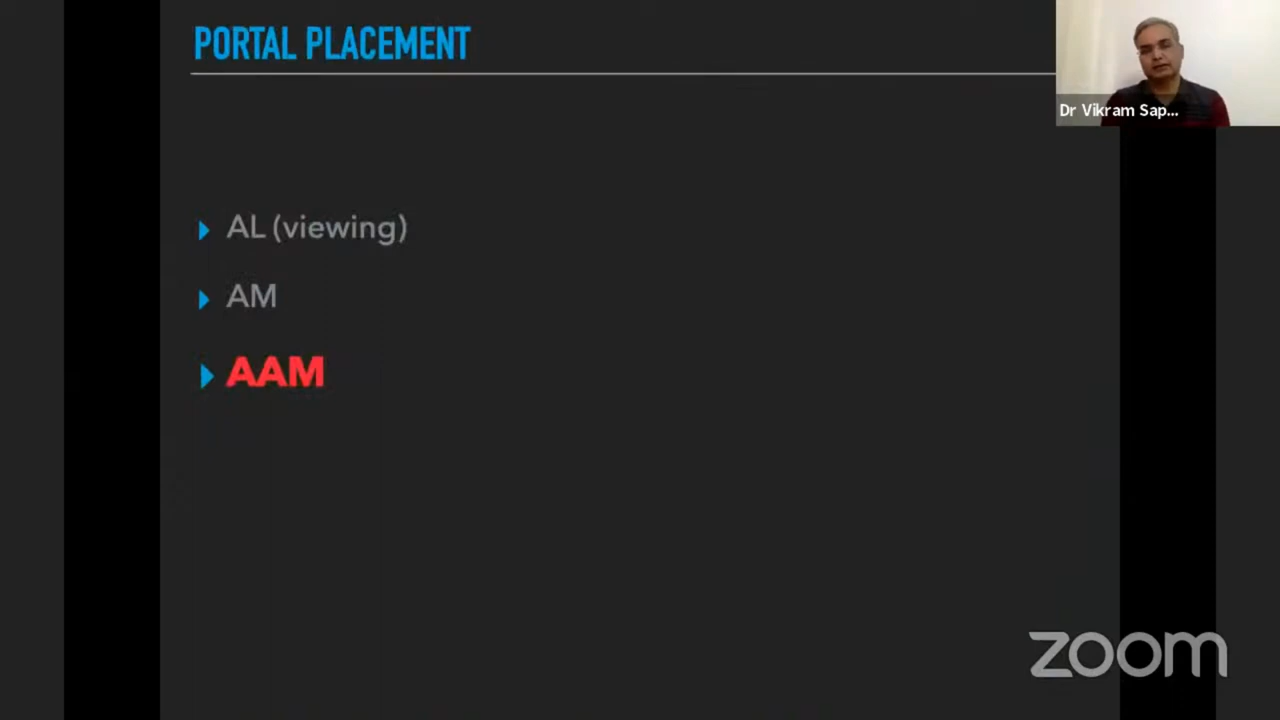 PORTAL PLACEMENT
Dr Vikram Sap...
AL (viewing)
AM
AAM
zoom